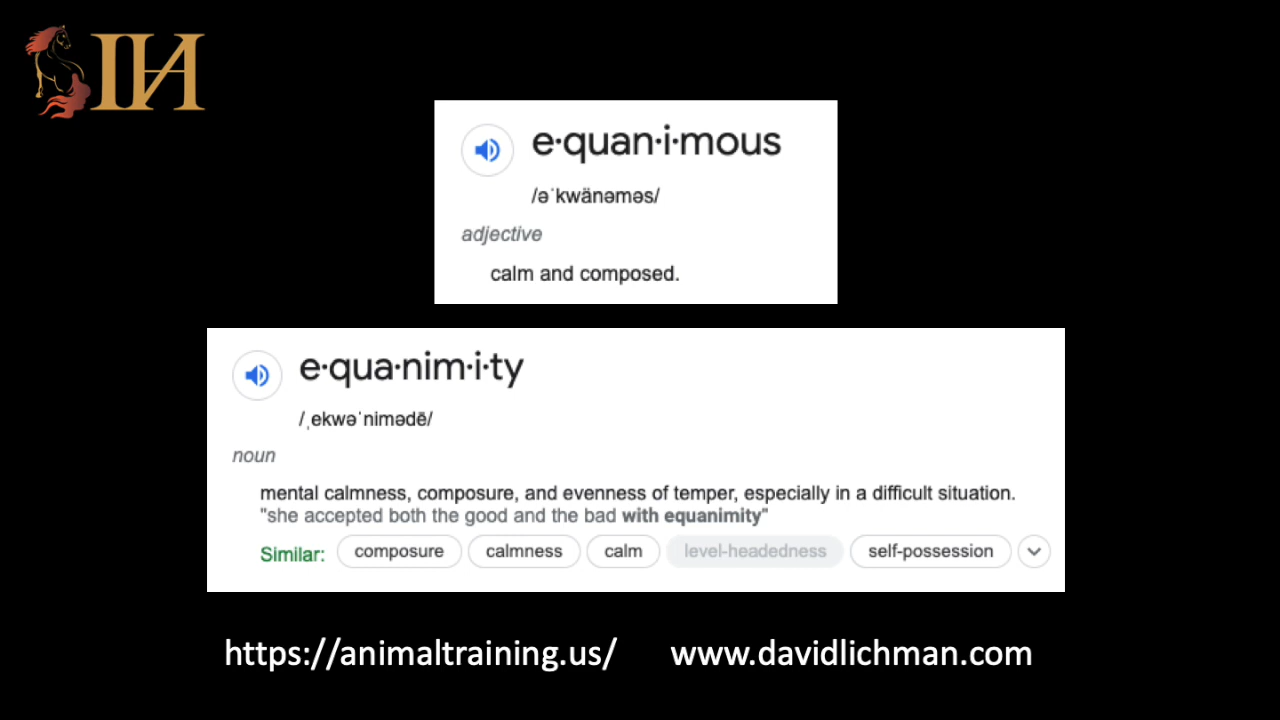 IH
e·quan·i·mous
/əˈkwänəməs/
adjective
calm and composed.
e·qua·nim·i·ty
/ˌekwəˈnimədē/
noun
mental calmness, composure, and evenness of temper, especially in a difficult situation.
"she accepted both the good and the bad with equanimity"
Similar: composure calmness calm level-headedness self-possession
https://animaltraining.us/ www.davidlichman.com